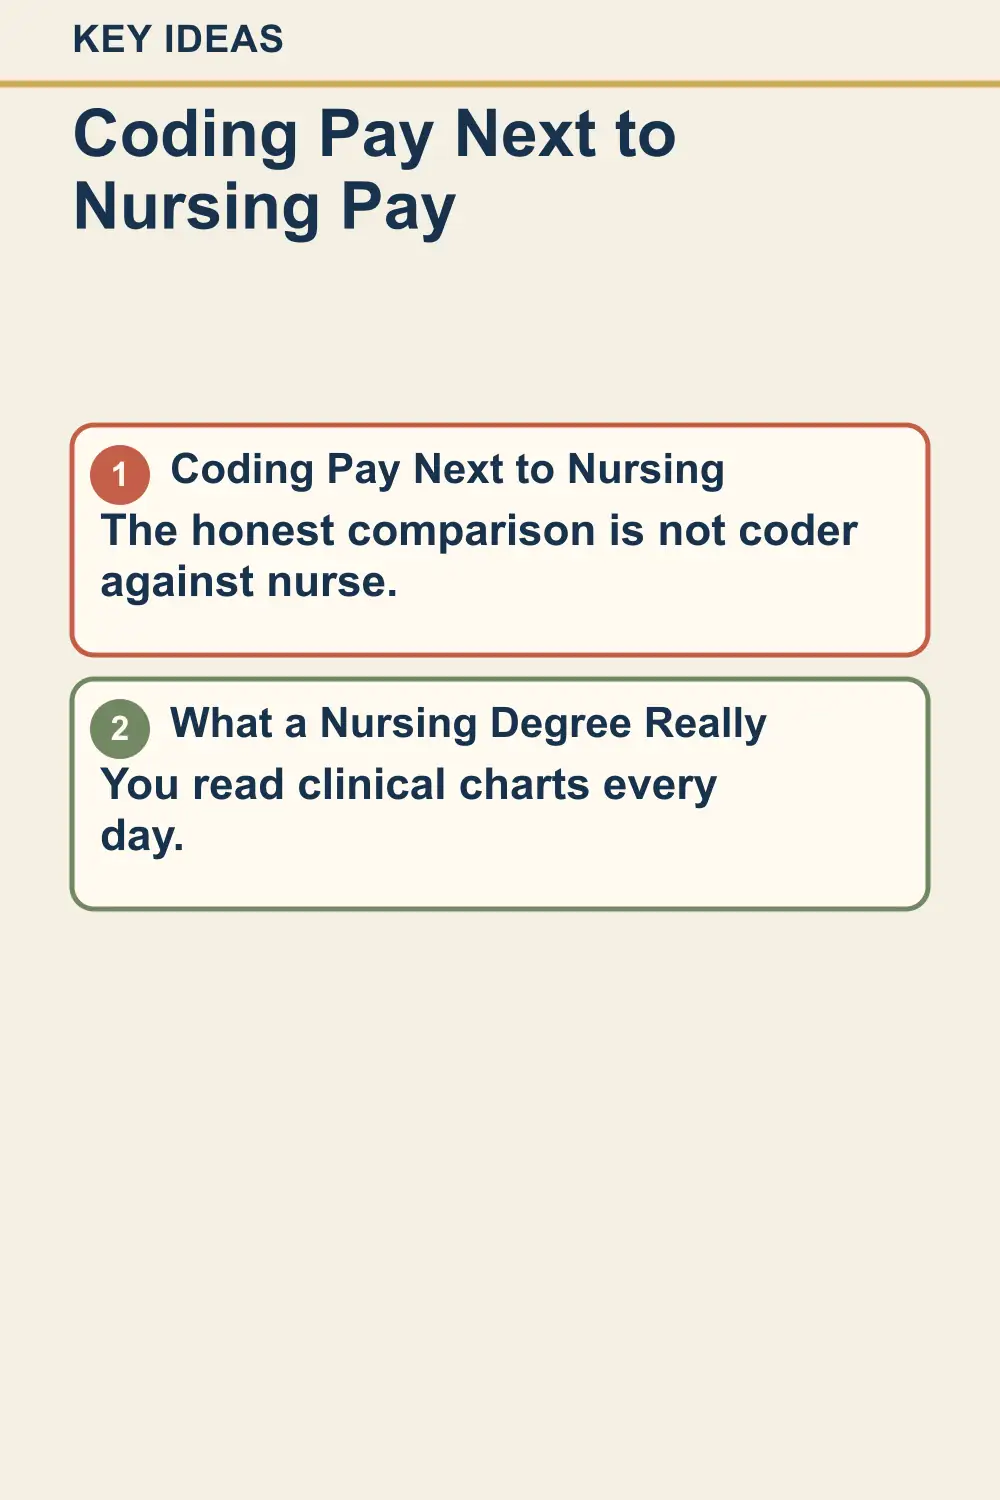 KEY IDEAS
Coding Pay Next to
Nursing Pay
1 Coding Pay Next to Nursing
The honest comparison is not coder
against nurse.
2 What a Nursing Degree Really
You read clinical charts every
day.